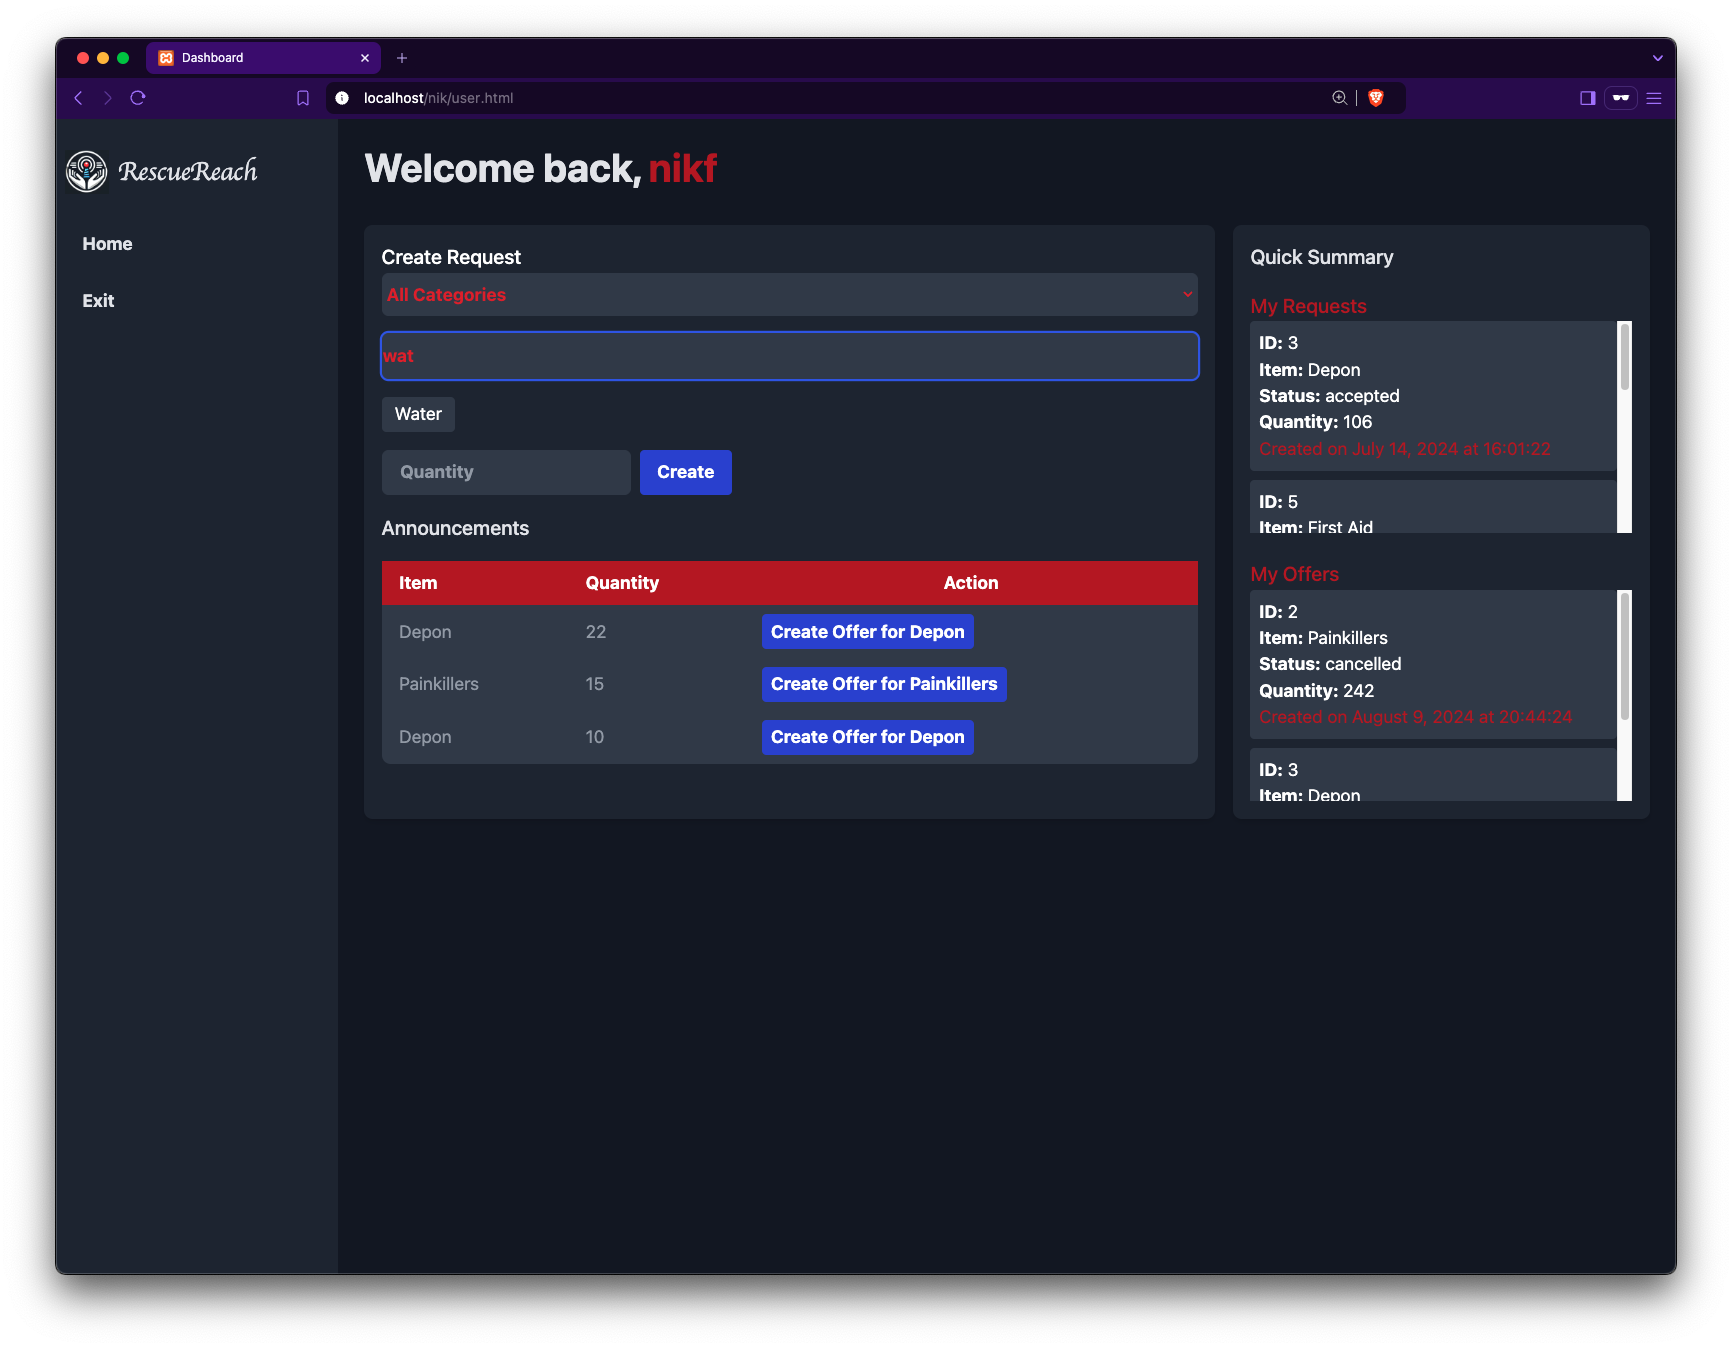 Dashboard
localhost/nik/user.html
RescueReach
Home
Exit
Welcome back, nikf
Create Request
All Categories
wat
Water
Quantity
Create
Announcements
Item Quantity Action
Depon 22 Create Offer for Depon
Painkillers 15 Create Offer for Painkillers
Depon 10 Create Offer for Depon
Quick Summary
My Requests
ID: 3
Item: Depon
Status: accepted
Quantity: 106
Created on July 14, 2024 at 16:01:22
ID: 5
Item: First Aid
My Offers
ID: 2
Item: Painkillers
Status: cancelled
Quantity: 242
Created on August 9, 2024 at 20:44:24
ID: 3
Item: Depon